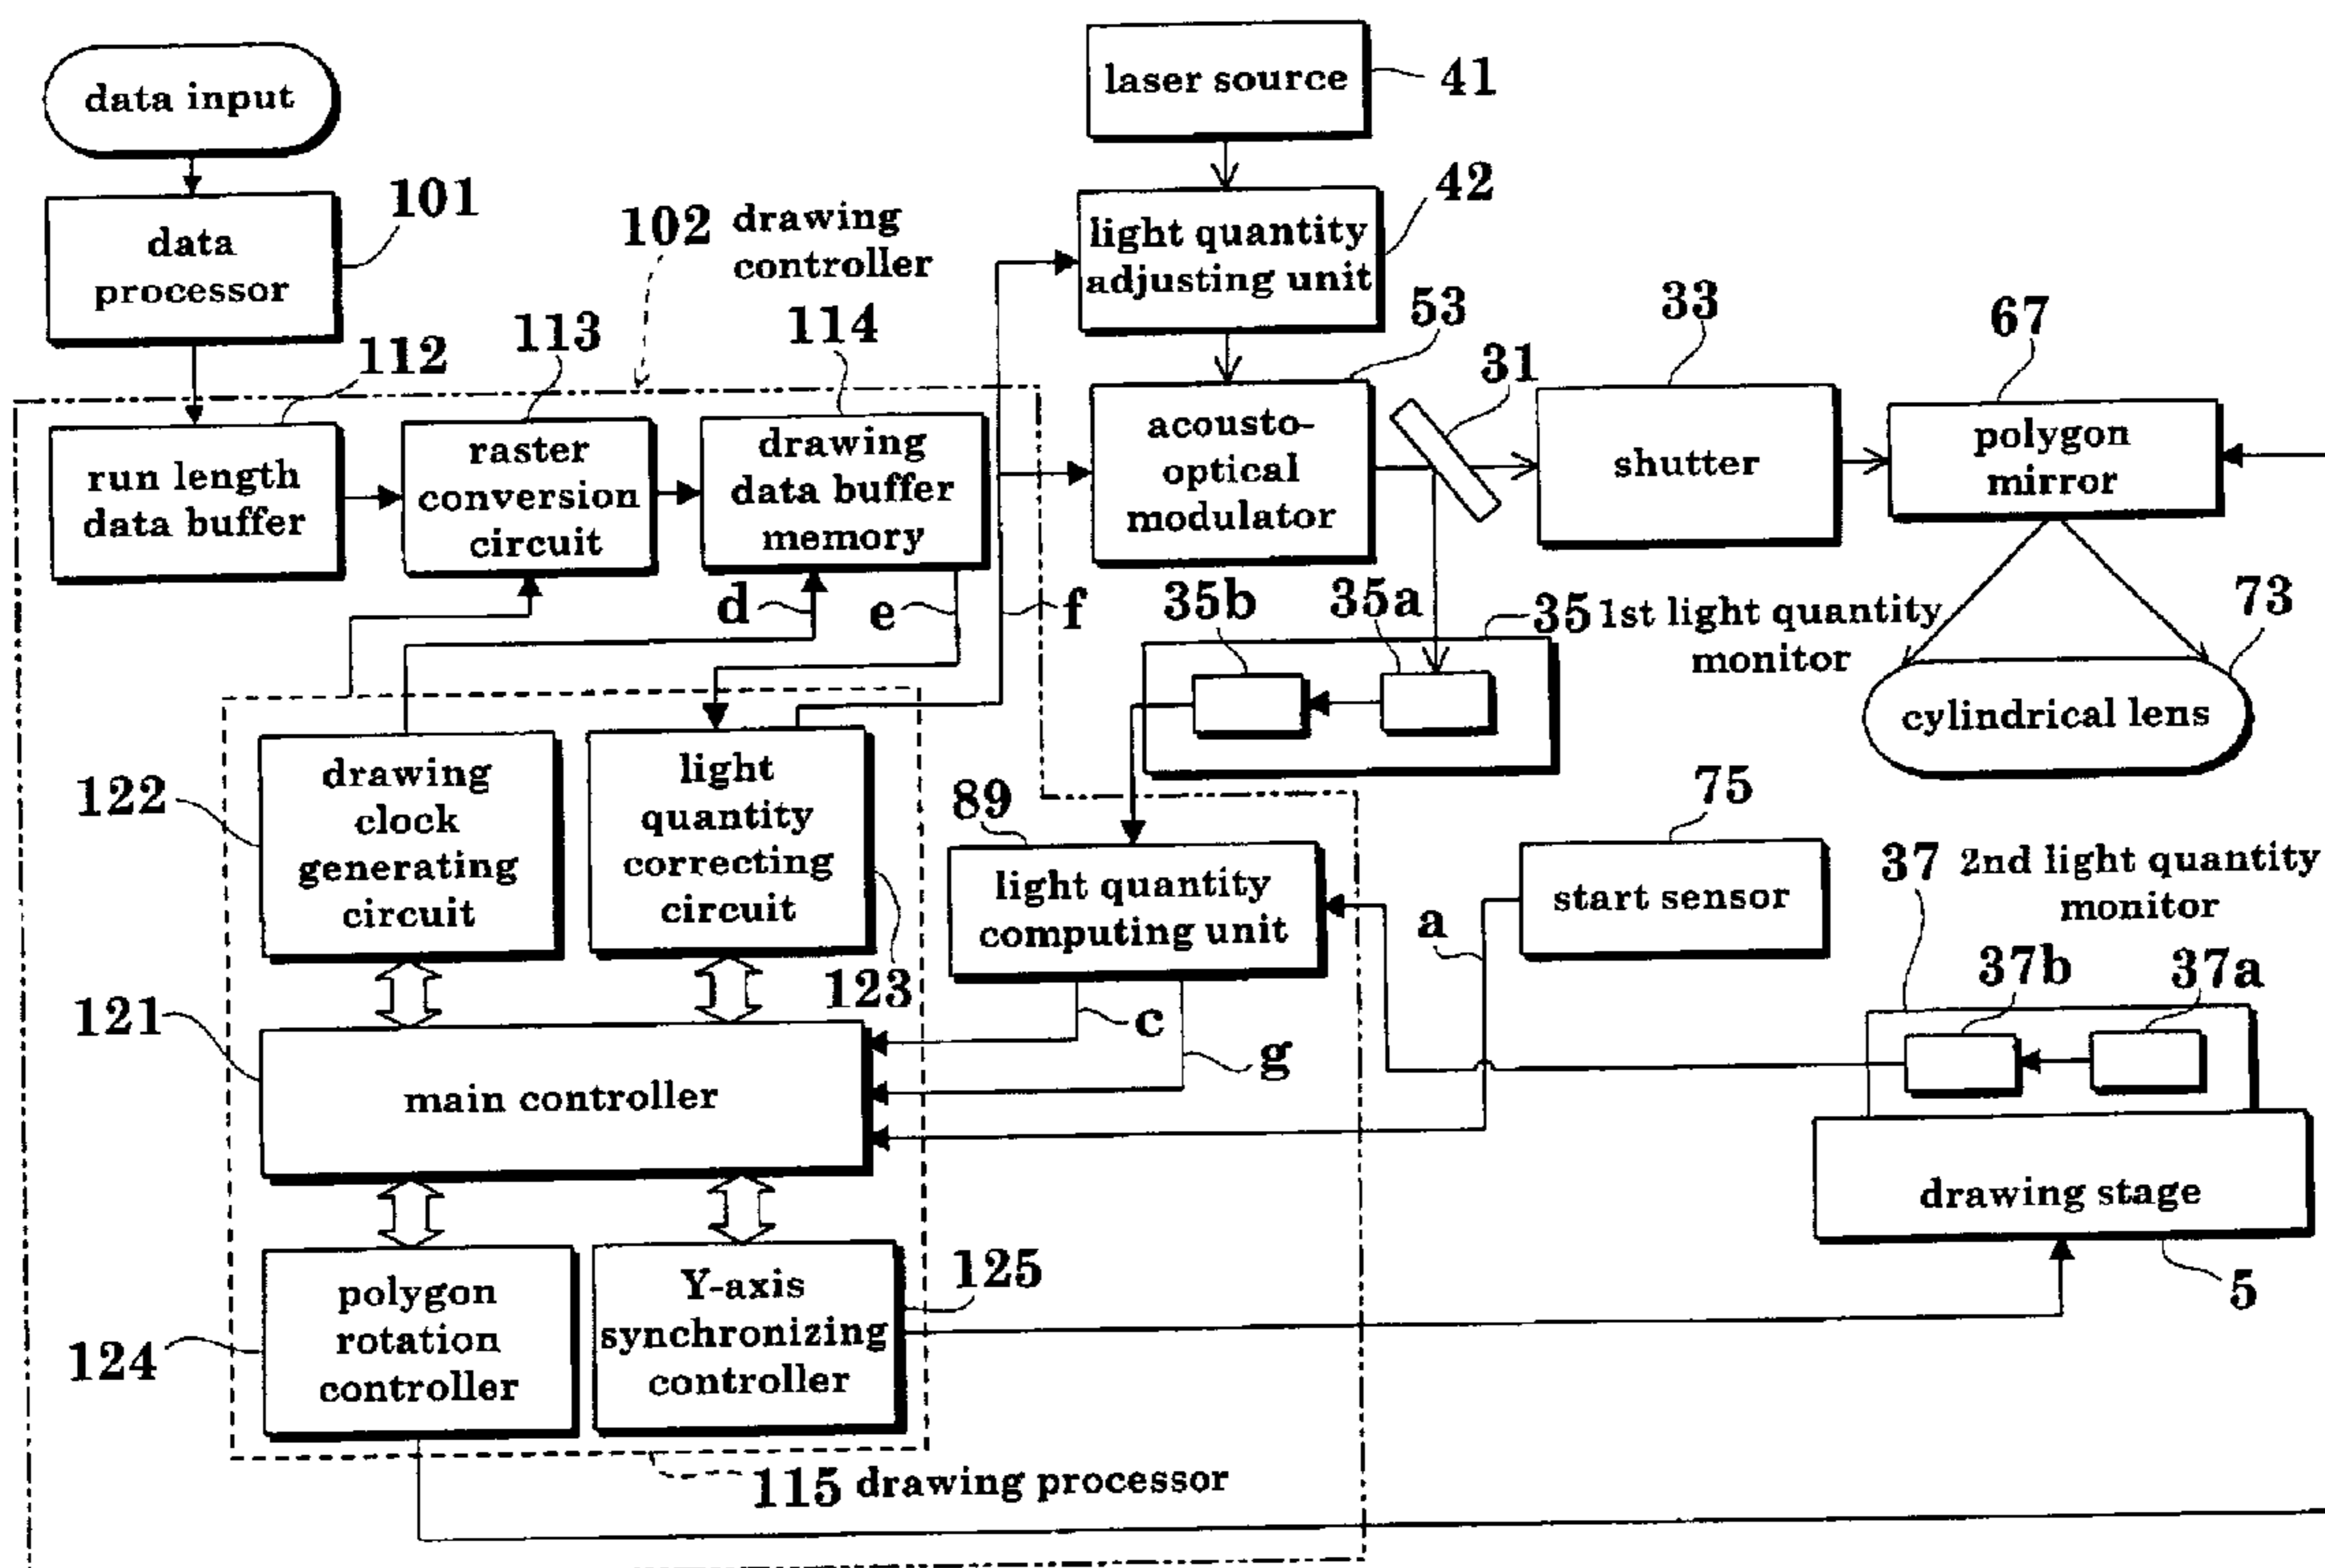 data input
laser source
41
data
processor
101
102 drawing
controller
light quantity
adjusting unit
42
112
113
114
53
31
33
67
run length
data buffer
raster
conversion
circuit
drawing
data buffer
memory
acousto-
optical
modulator
shutter
polygon
mirror
d
e
f
35b
35a
35 1st light quantity
monitor
73
cylindrical lens
122
drawing
clock
generating
circuit
light
quantity
correcting
circuit
123
89
light quantity
computing unit
75
start sensor
a
37 2nd light quantity
monitor
37b
37a
121
main controller
c
g
drawing stage
5
124
polygon
rotation
controller
Y-axis
synchronizing
controller
125
115 drawing processor